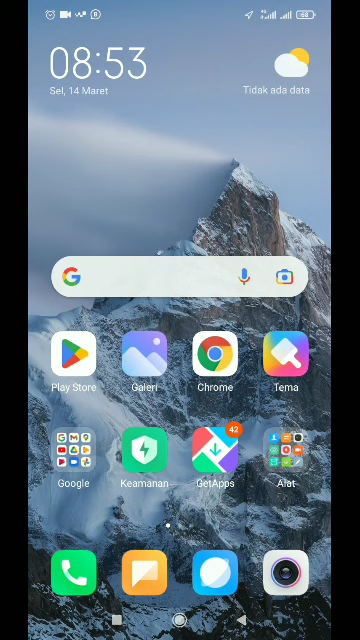 08:53
Sel, 14 Maret
Tidak ada data
Play Store
Galeri
Chrome
Tema
42
Google
Keamanan
GetApps
Alat